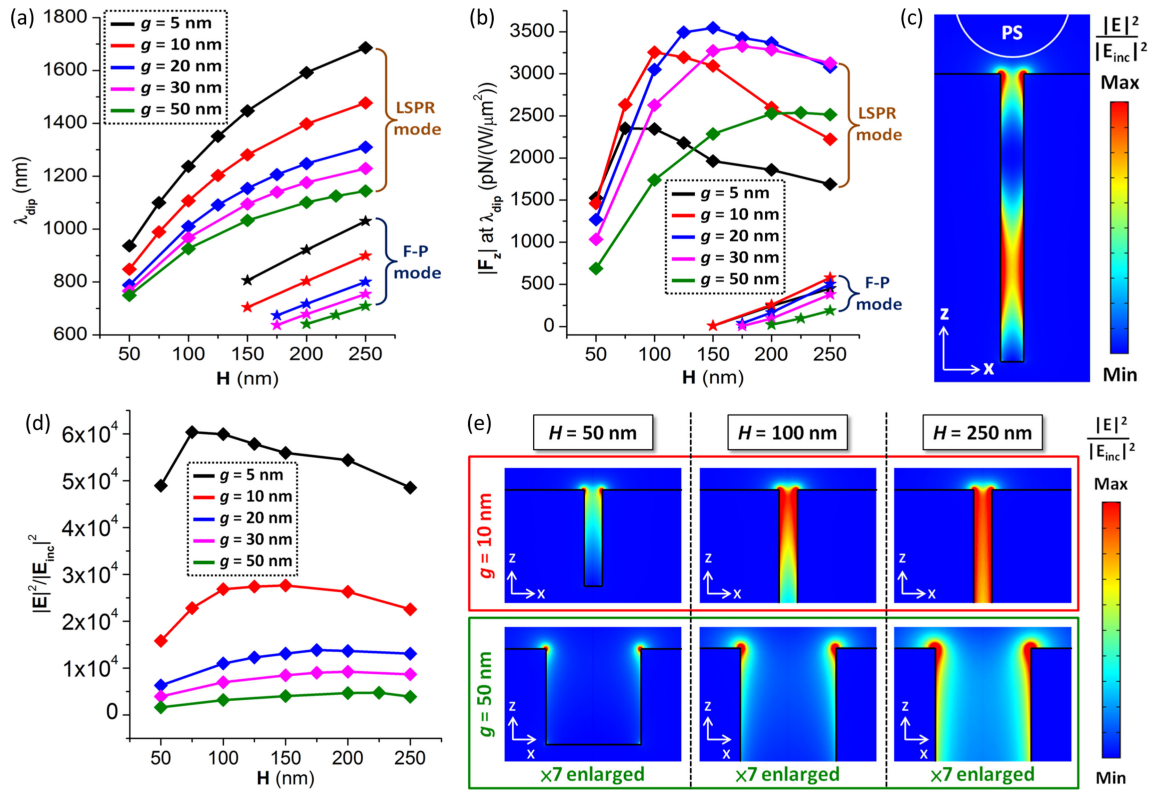 (a)
1800
1600
1400
1200
1000
800
600
λdip (nm)
g = 5 nm
g = 10 nm
g = 20 nm
g = 30 nm
g = 50 nm
LSPR
mode
F-P
mode
50 100 150 200 250
H (nm)
(b)
3500
3000
2500
2000
1500
1000
500
0
|Fz| at λdip (pN/(W/μm²))
LSPR
mode
g = 5 nm
g = 10 nm
g = 20 nm
g = 30 nm
g = 50 nm
F-P
mode
50 100 150 200 250
H (nm)
(c)
PS
z
x
|E|²
|Einc|²
Max
Min
(d)
6x10⁴
5x10⁴
4x10⁴
3x10⁴
2x10⁴
1x10⁴
0
|E|²/|Einc|²
g = 5 nm
g = 10 nm
g = 20 nm
g = 30 nm
g = 50 nm
50 100 150 200 250
H (nm)
(e)
H = 50 nm H = 100 nm H = 250 nm
g = 10 nm
z z z
x x x
g = 50 nm
z z z
x x x
×7 enlarged ×7 enlarged ×7 enlarged
|E|²
|Einc|²
Max
Min